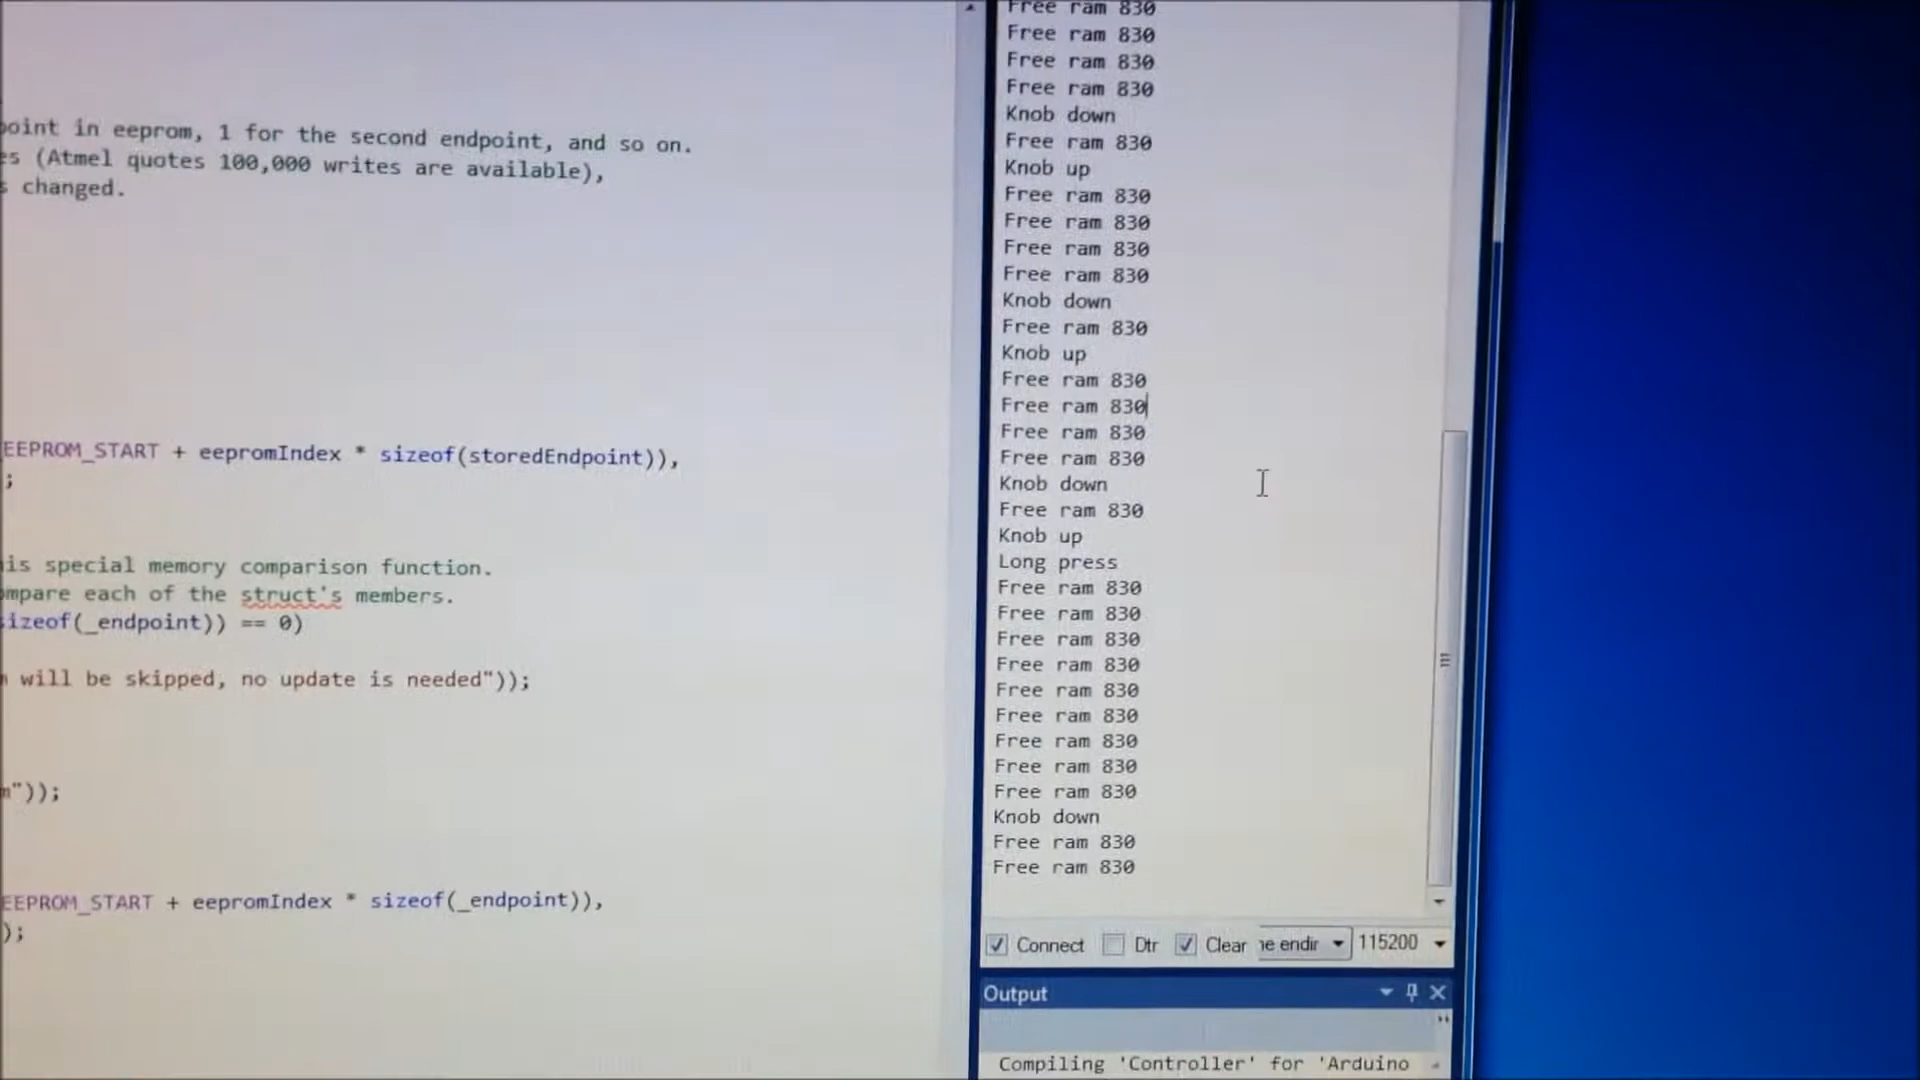 point in eeprom, 1 for the second endpoint, and so on.
es (Atmel quotes 100,000 writes are available),
s changed.
EEPROM_START + eepromIndex * sizeof(storedEndpoint)),
;
is special memory comparison function.
ompare each of the struct's members.
sizeof(_endpoint)) == 0)
m will be skipped, no update is needed"));
m"));
EEPROM_START + eepromIndex * sizeof(_endpoint)),
);
Free ram 830
Free ram 830
Free ram 830
Free ram 830
Knob down
Free ram 830
Knob up
Free ram 830
Free ram 830
Free ram 830
Free ram 830
Knob down
Free ram 830
Knob up
Free ram 830
Free ram 830
Free ram 830
Free ram 830
Knob down
Free ram 830
Knob up
Long press
Free ram 830
Free ram 830
Free ram 830
Free ram 830
Free ram 830
Free ram 830
Free ram 830
Free ram 830
Free ram 830
Knob down
Free ram 830
Free ram 830
Connect Dtr Clear ne endir 115200
Output
Compiling 'Controller' for 'Arduino